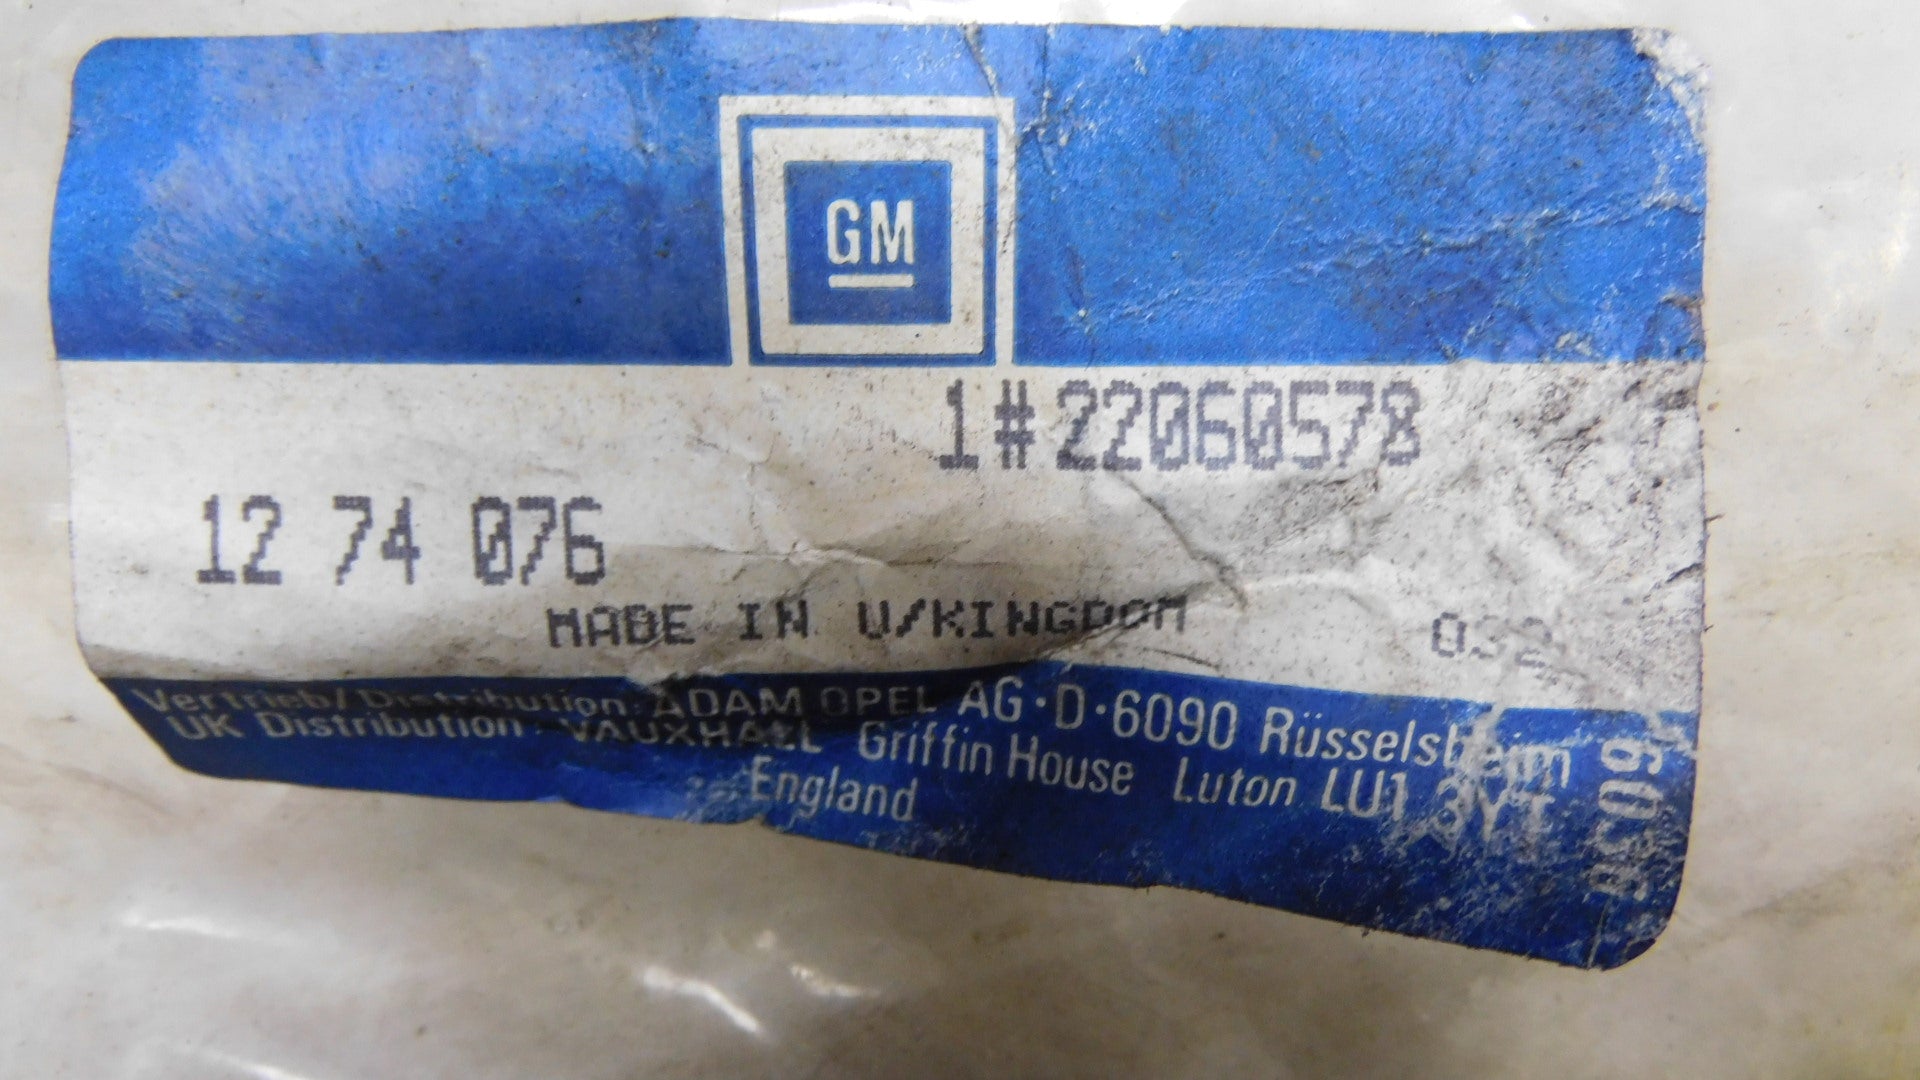 GM
1#22060578
12 74 076
MADE IN U/KINGDOM
Vertrieb/Distribution: ADAM OPEL AG·D·6090 Rüsselsheim
UK Distribution: VAUXHALL Griffin House Luton LU1 3YT
England